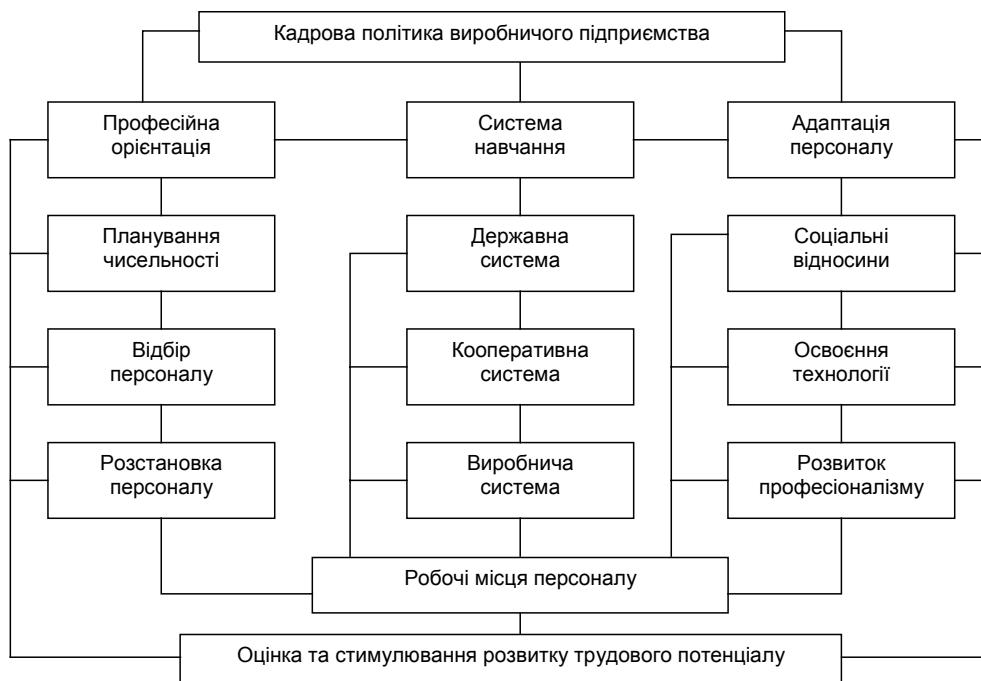 Кадрова політика виробничого підприємства
Професійна
орієнтація
Система
навчання
Адаптація
персоналу
Планування
чисельності
Державна
система
Соціальні
відносини
Відбір
персоналу
Кооперативна
система
Освоєння
технології
Розстановка
персоналу
Виробнича
система
Розвиток
професіоналізму
Робочі місця персоналу
Оцінка та стимулювання розвитку трудового потенціалу